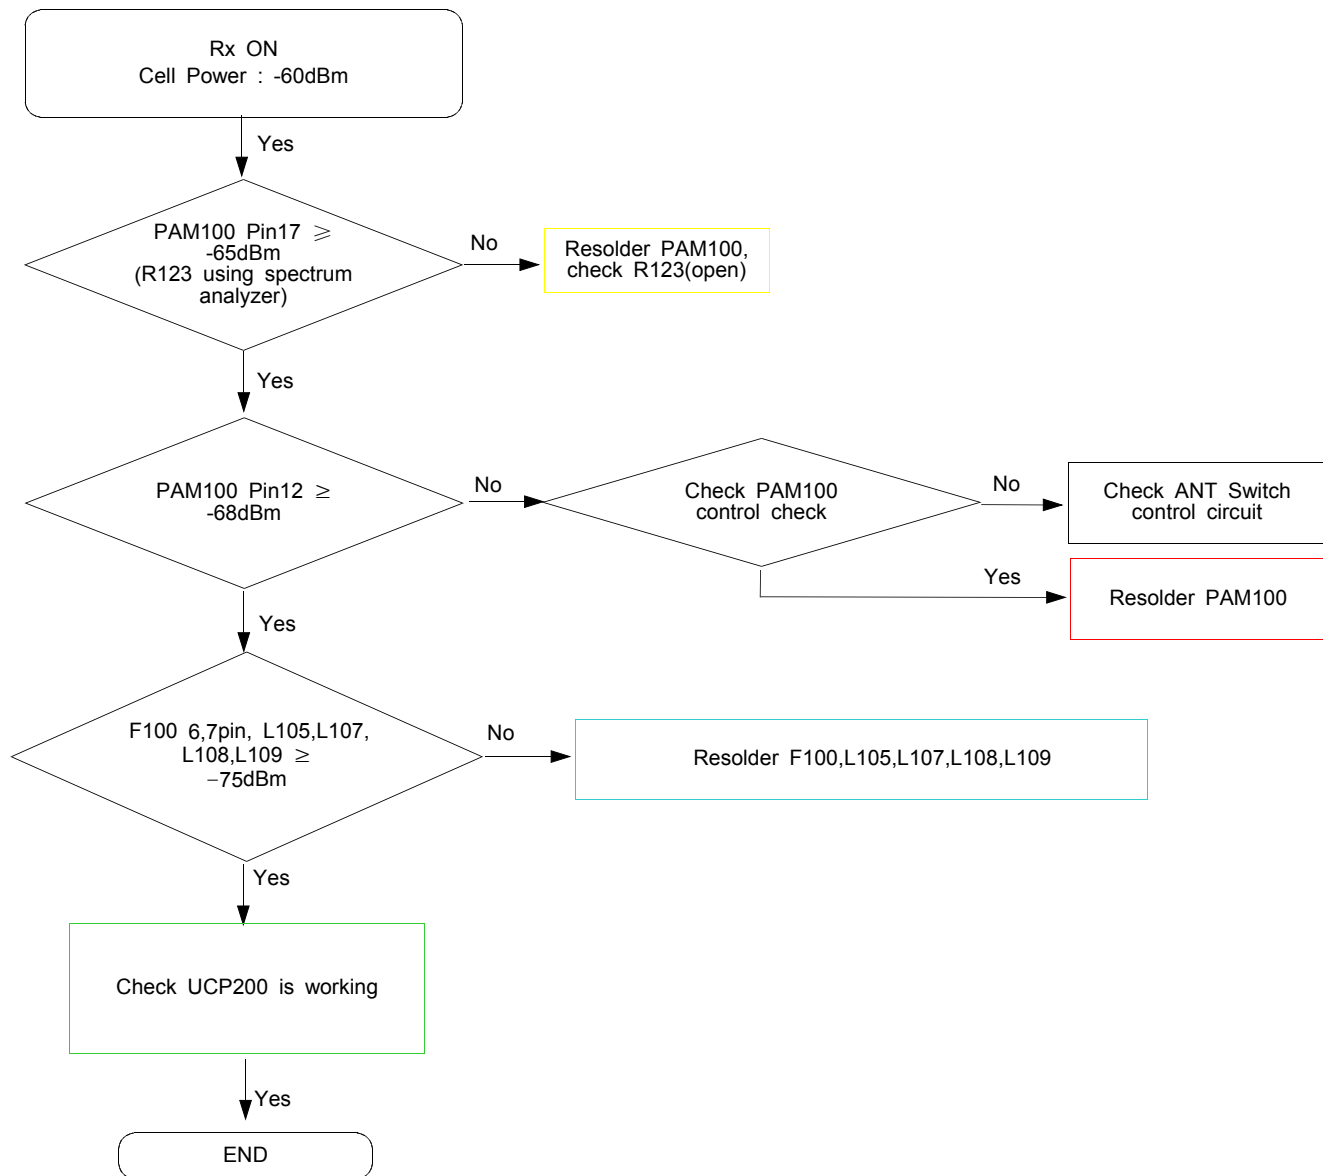 Rx ON
Cell Power : -60dBm
Yes
PAM100 Pin17 ≥
-65dBm
(R123 using spectrum
analyzer)
No
Resolder PAM100,
check R123(open)
Yes
PAM100 Pin12 ≥
-68dBm
No
Check PAM100
control check
No
Check ANT Switch
control circuit
Yes
Resolder PAM100
Yes
F100 6,7pin, L105,L107,
L108,L109 ≥
−75dBm
No
Resolder F100,L105,L107,L108,L109
Yes
Check UCP200 is working
Yes
END